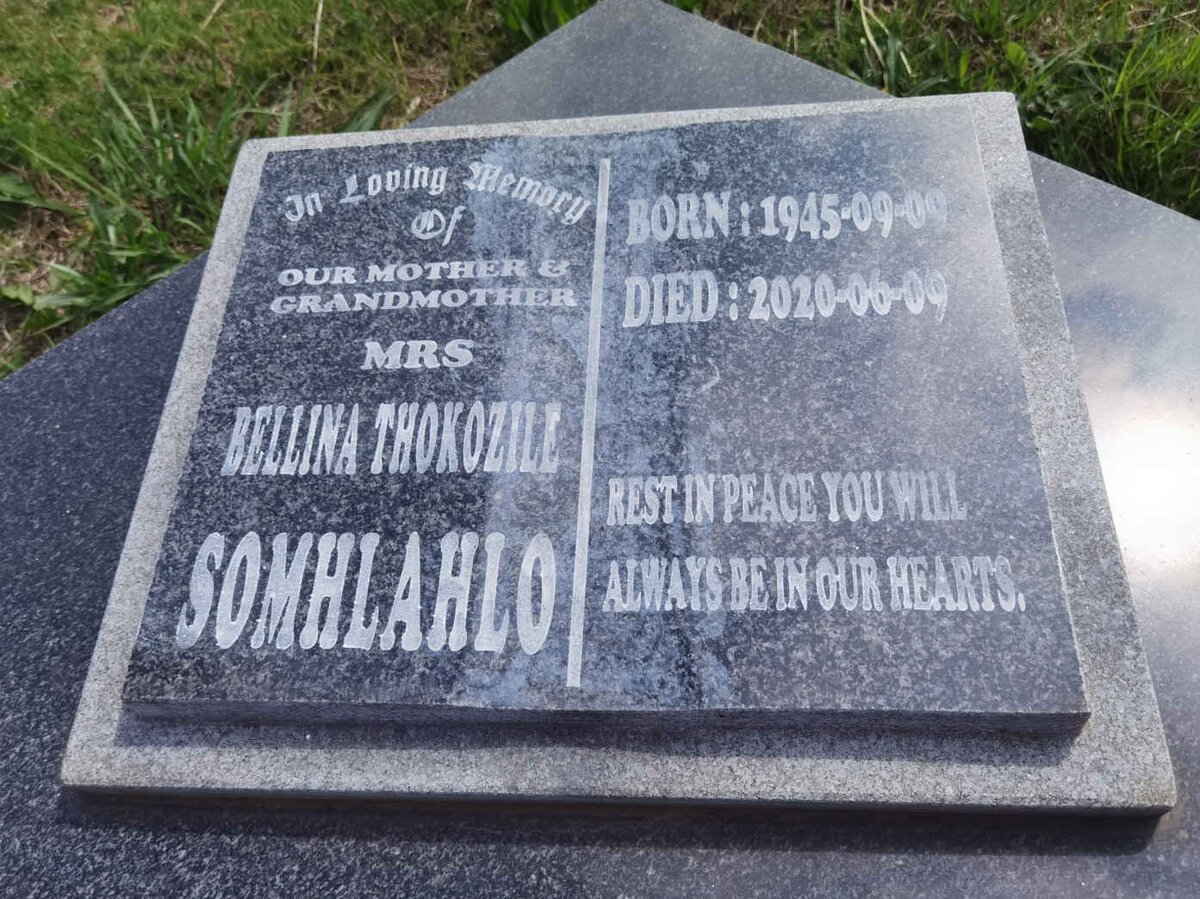 In Loving Memory
Of
OUR MOTHER &
GRANDMOTHER
MRS
BELLINA THOKOZILE
SOMHLAHLO
BORN : 1945-09-09
DIED : 2020-06-09
REST IN PEACE YOU WILL
ALWAYS BE IN OUR HEARTS.